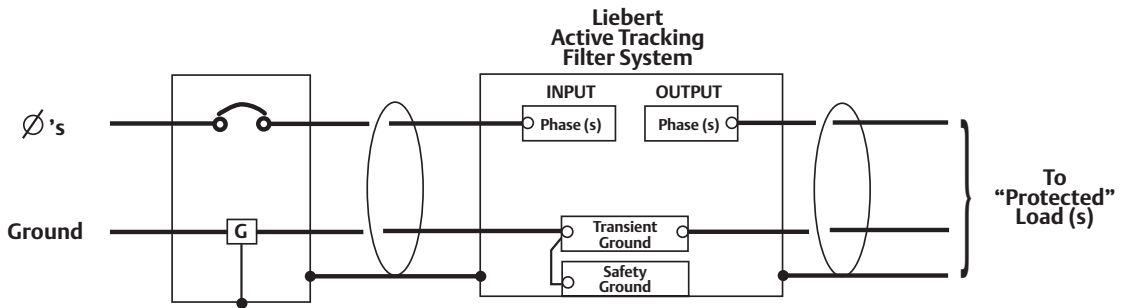 Liebert
Active Tracking
Filter System
INPUT
OUTPUT
Ø 's
Phase (s)
Phase (s)
To
“Protected”
Load (s)
Ground
G
Transient
Ground
Safety
Ground